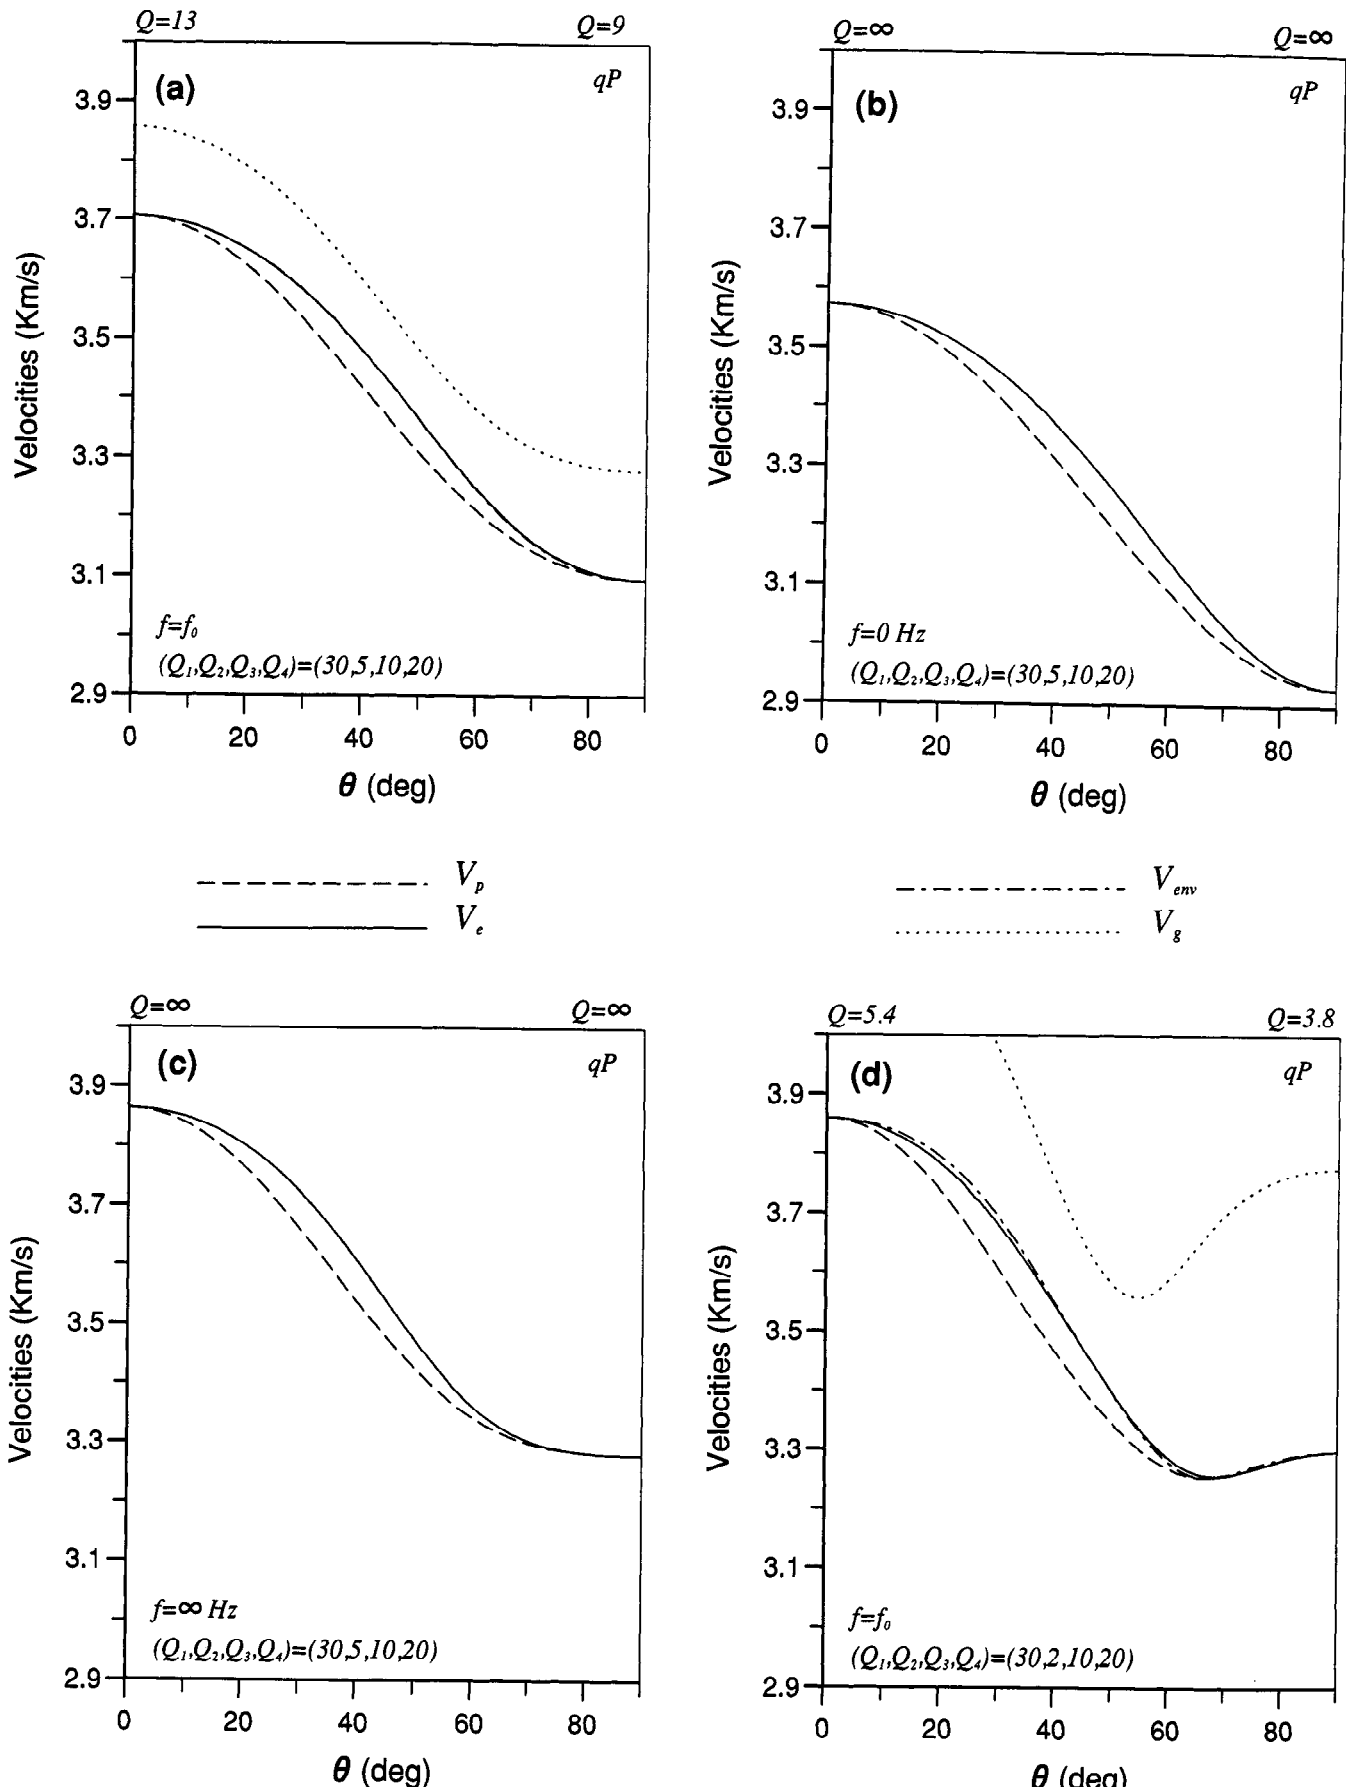 Q=13 Q=9
(a) qP
3.9
3.7
3.5
3.3
3.1
2.9
Velocities (Km/s)
f=f₀
(Q₁,Q₂,Q₃,Q₄)=(30,5,10,20)
0 20 40 60 80
θ (deg)
Q=∞ Q=∞
(b) qP
3.9
3.7
3.5
3.3
3.1
2.9
Velocities (Km/s)
f=0 Hz
(Q₁,Q₂,Q₃,Q₄)=(30,5,10,20)
0 20 40 60 80
θ (deg)
Vₚ
Vₑ
V_env
V_g
Q=∞ Q=∞
(c) qP
3.9
3.7
3.5
3.3
3.1
2.9
Velocities (Km/s)
f=∞ Hz
(Q₁,Q₂,Q₃,Q₄)=(30,5,10,20)
0 20 40 60 80
θ (deg)
Q=5.4 Q=3.8
(d) qP
3.9
3.7
3.5
3.3
3.1
2.9
Velocities (Km/s)
f=f₀
(Q₁,Q₂,Q₃,Q₄)=(30,2,10,20)
0 20 40 60 80
θ (deg)